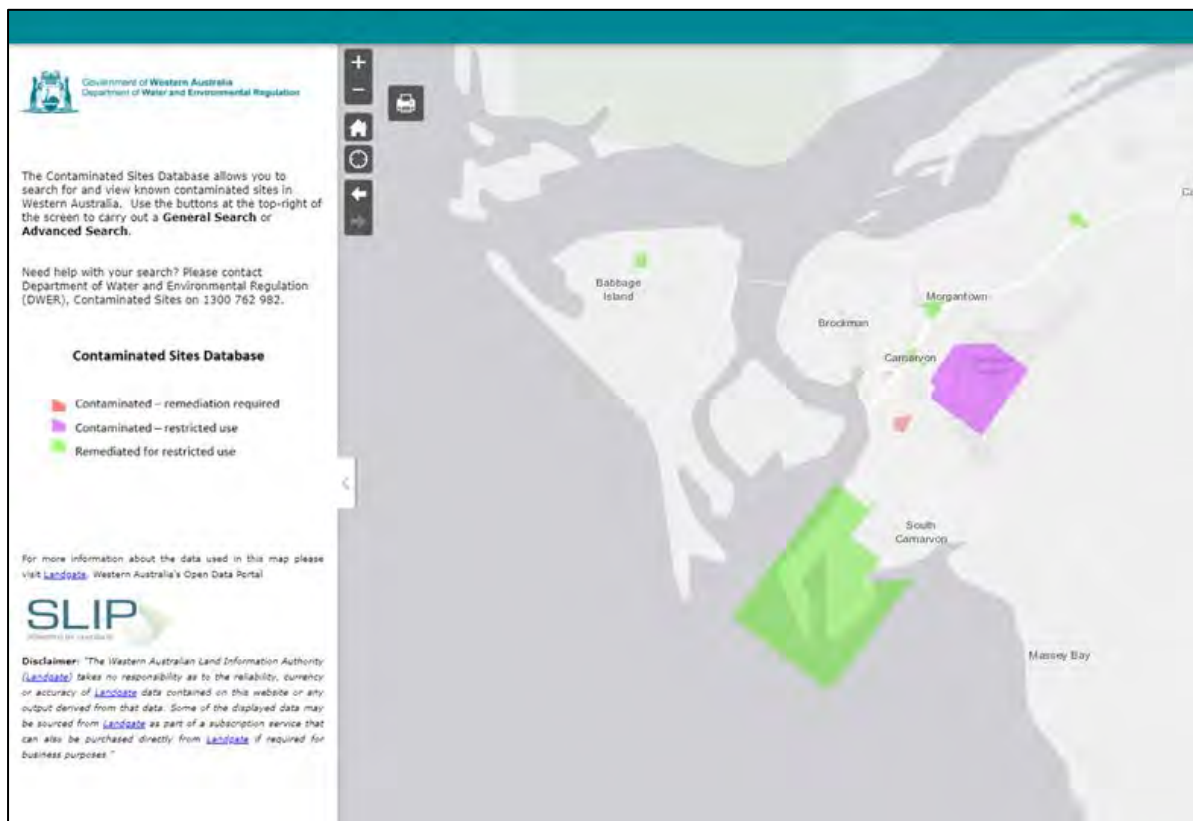 Government of Western Australia
Department of Water and Environmental Regulation
The Contaminated Sites Database allows you to
search for and view known contaminated sites in
Western Australia. Use the buttons at the top-right of
the screen to carry out a General Search or
Advanced Search.
Need help with your search? Please contact
Department of Water and Environmental Regulation
(DWER), Contaminated Sites on 1300 762 982.
Contaminated Sites Database
Contaminated – remediation required
Contaminated – restricted use
Remediated for restricted use
For more information about the data used in this map please
visit Landgate, Western Australia's Open Data Portal
SLIP
Disclaimer: "The Western Australian Land Information Authority
(Landgate) takes no responsibility as to the reliability, currency
or accuracy of Landgate data contained on this website or any
output derived from that data. Some of the displayed data may
be sourced from Landgate as part of a subscription service that
can also be purchased directly from Landgate if required for
business purposes."
+
−
Ca
Babbage
Island
Morgantown
Brockman
Carnarvon
South
Carnarvon
Massey Bay